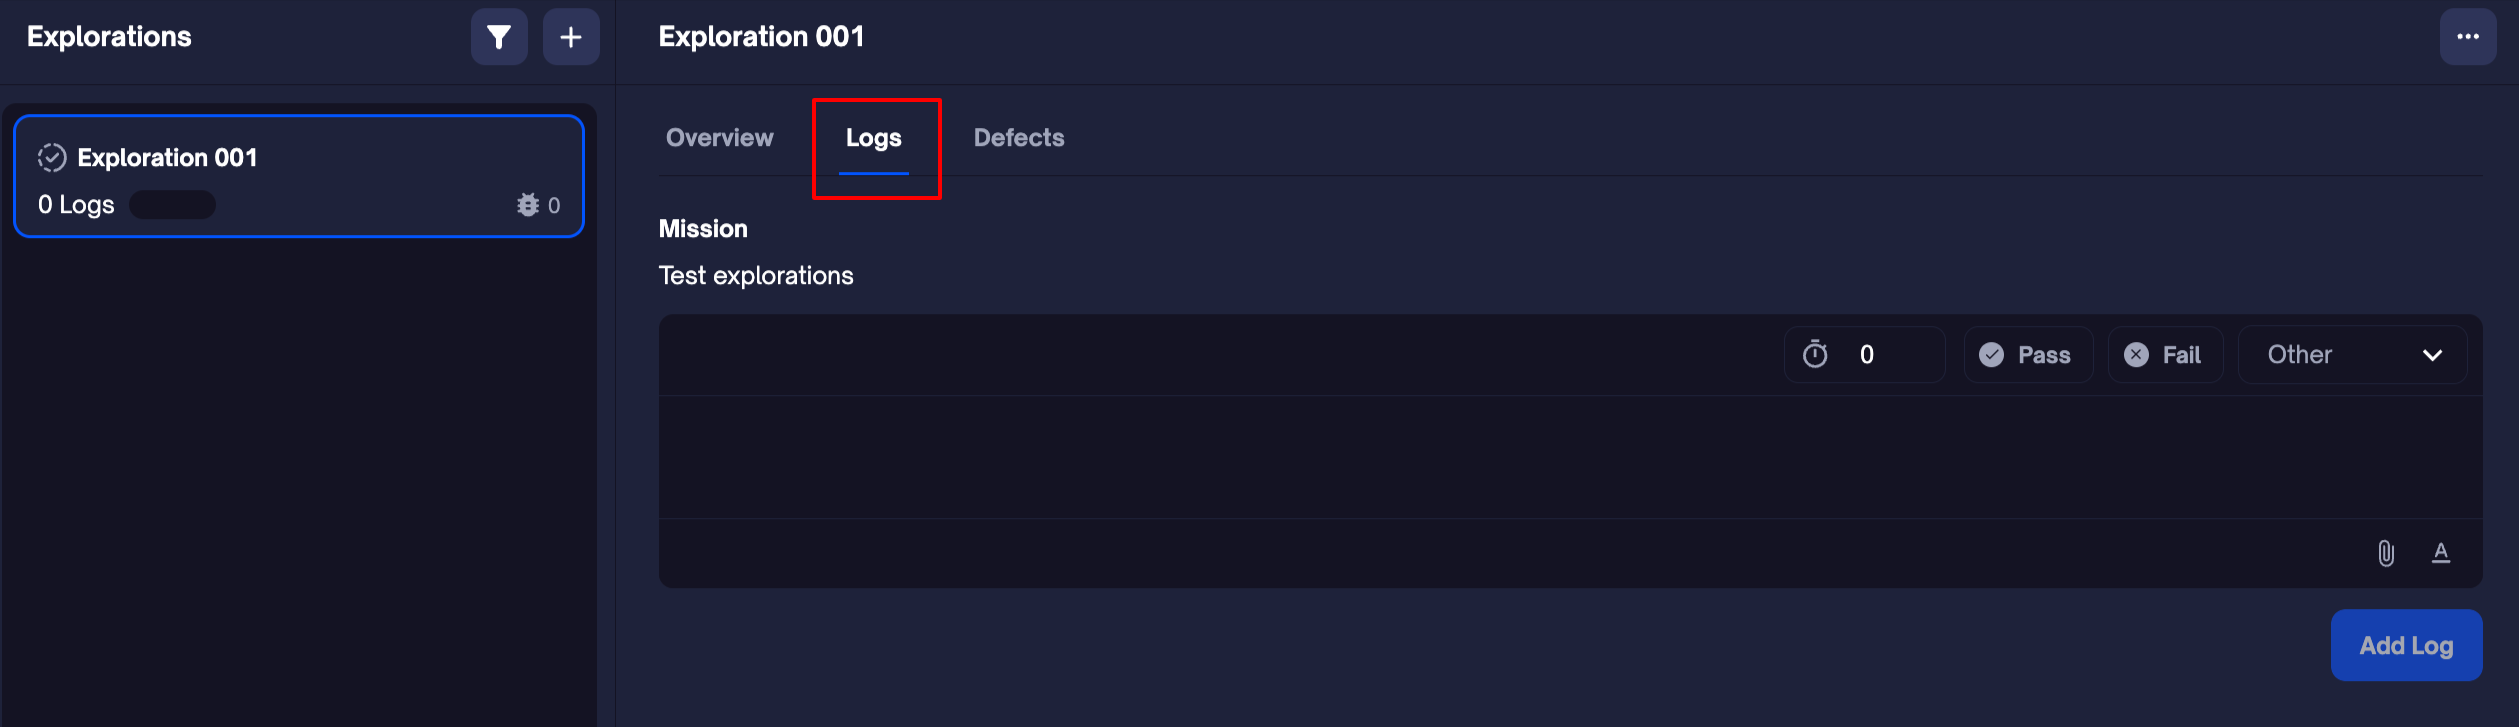 Explorations
Exploration 001
0 Logs
0
Exploration 001
Overview
Logs
Defects
Mission
Test explorations
0
Pass
Fail
Other
A
Add Log